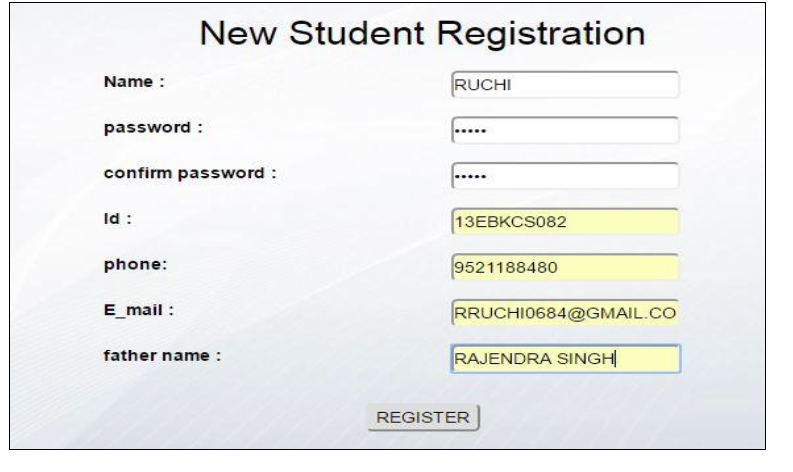 New Student Registration
Name : RUCHI
password : •••••
confirm password : •••••
Id : 13EBKCS082
phone: 9521188480
E_mail : RRUCHI0684@GMAIL.CO
father name : RAJENDRA SINGH
REGISTER